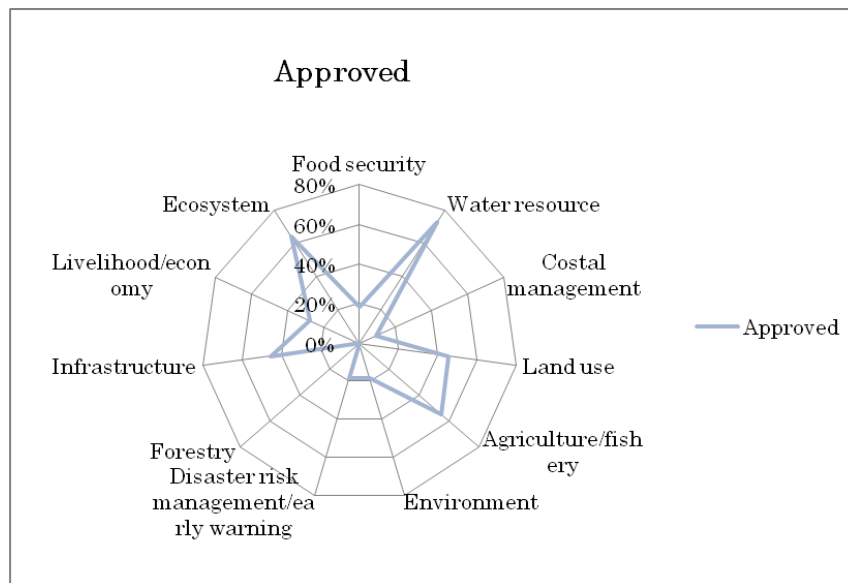 Approved
Food security
80%
60%
40%
20%
0%
Water resource
Costal
management
Land use
Agriculture/fish
ery
Environment
Disaster risk
management/ea
rly warning
Forestry
Infrastructure
Livelihood/econ
omy
Ecosystem
Approved